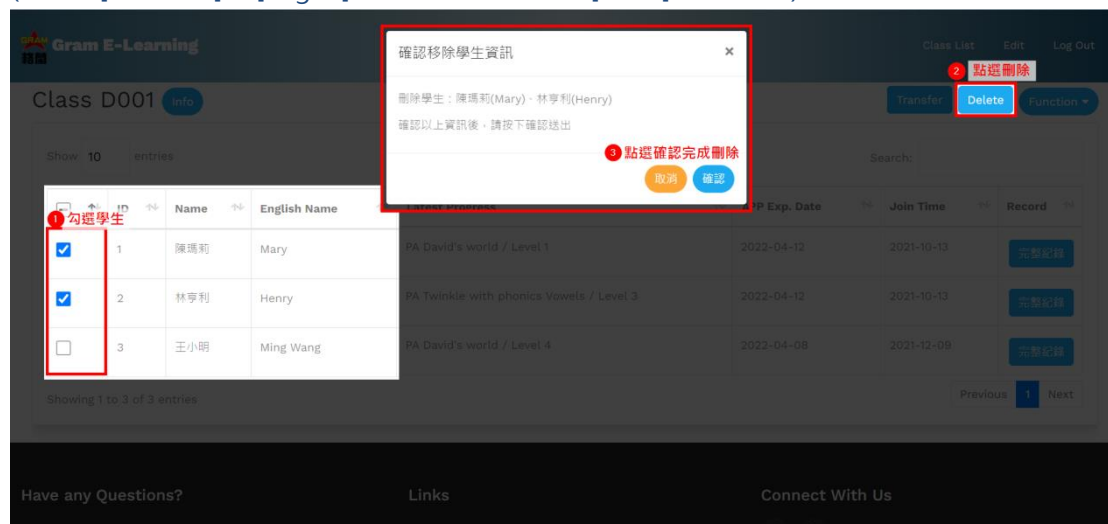 GRAM
Gram E-Learning
Class List Edit Log Out
確認移除學生資訊 ×
刪除學生：陳瑪莉(Mary)、林亨利(Henry)
確認以上資訊後，請按下確認送出
3 點選確認完成刪除
取消 確認
2 點選刪除
Class D001 Info
Transfer Delete Function
Show 10 entries
Search:
1 勾選學生
ID Name English Name Latest Progress APP Exp. Date Join Time Record
1 陳瑪莉 Mary PA David's world / Level 1 2022-04-12 2021-10-13 完整紀錄
2 林亨利 Henry PA Twinkle with phonics Vowels / Level 3 2022-04-12 2021-10-13 完整紀錄
3 王小明 Ming Wang PA David's world / Level 4 2022-04-08 2021-12-09 完整紀錄
Showing 1 to 3 of 3 entries
Previous 1 Next
Have any Questions? Links Connect With Us